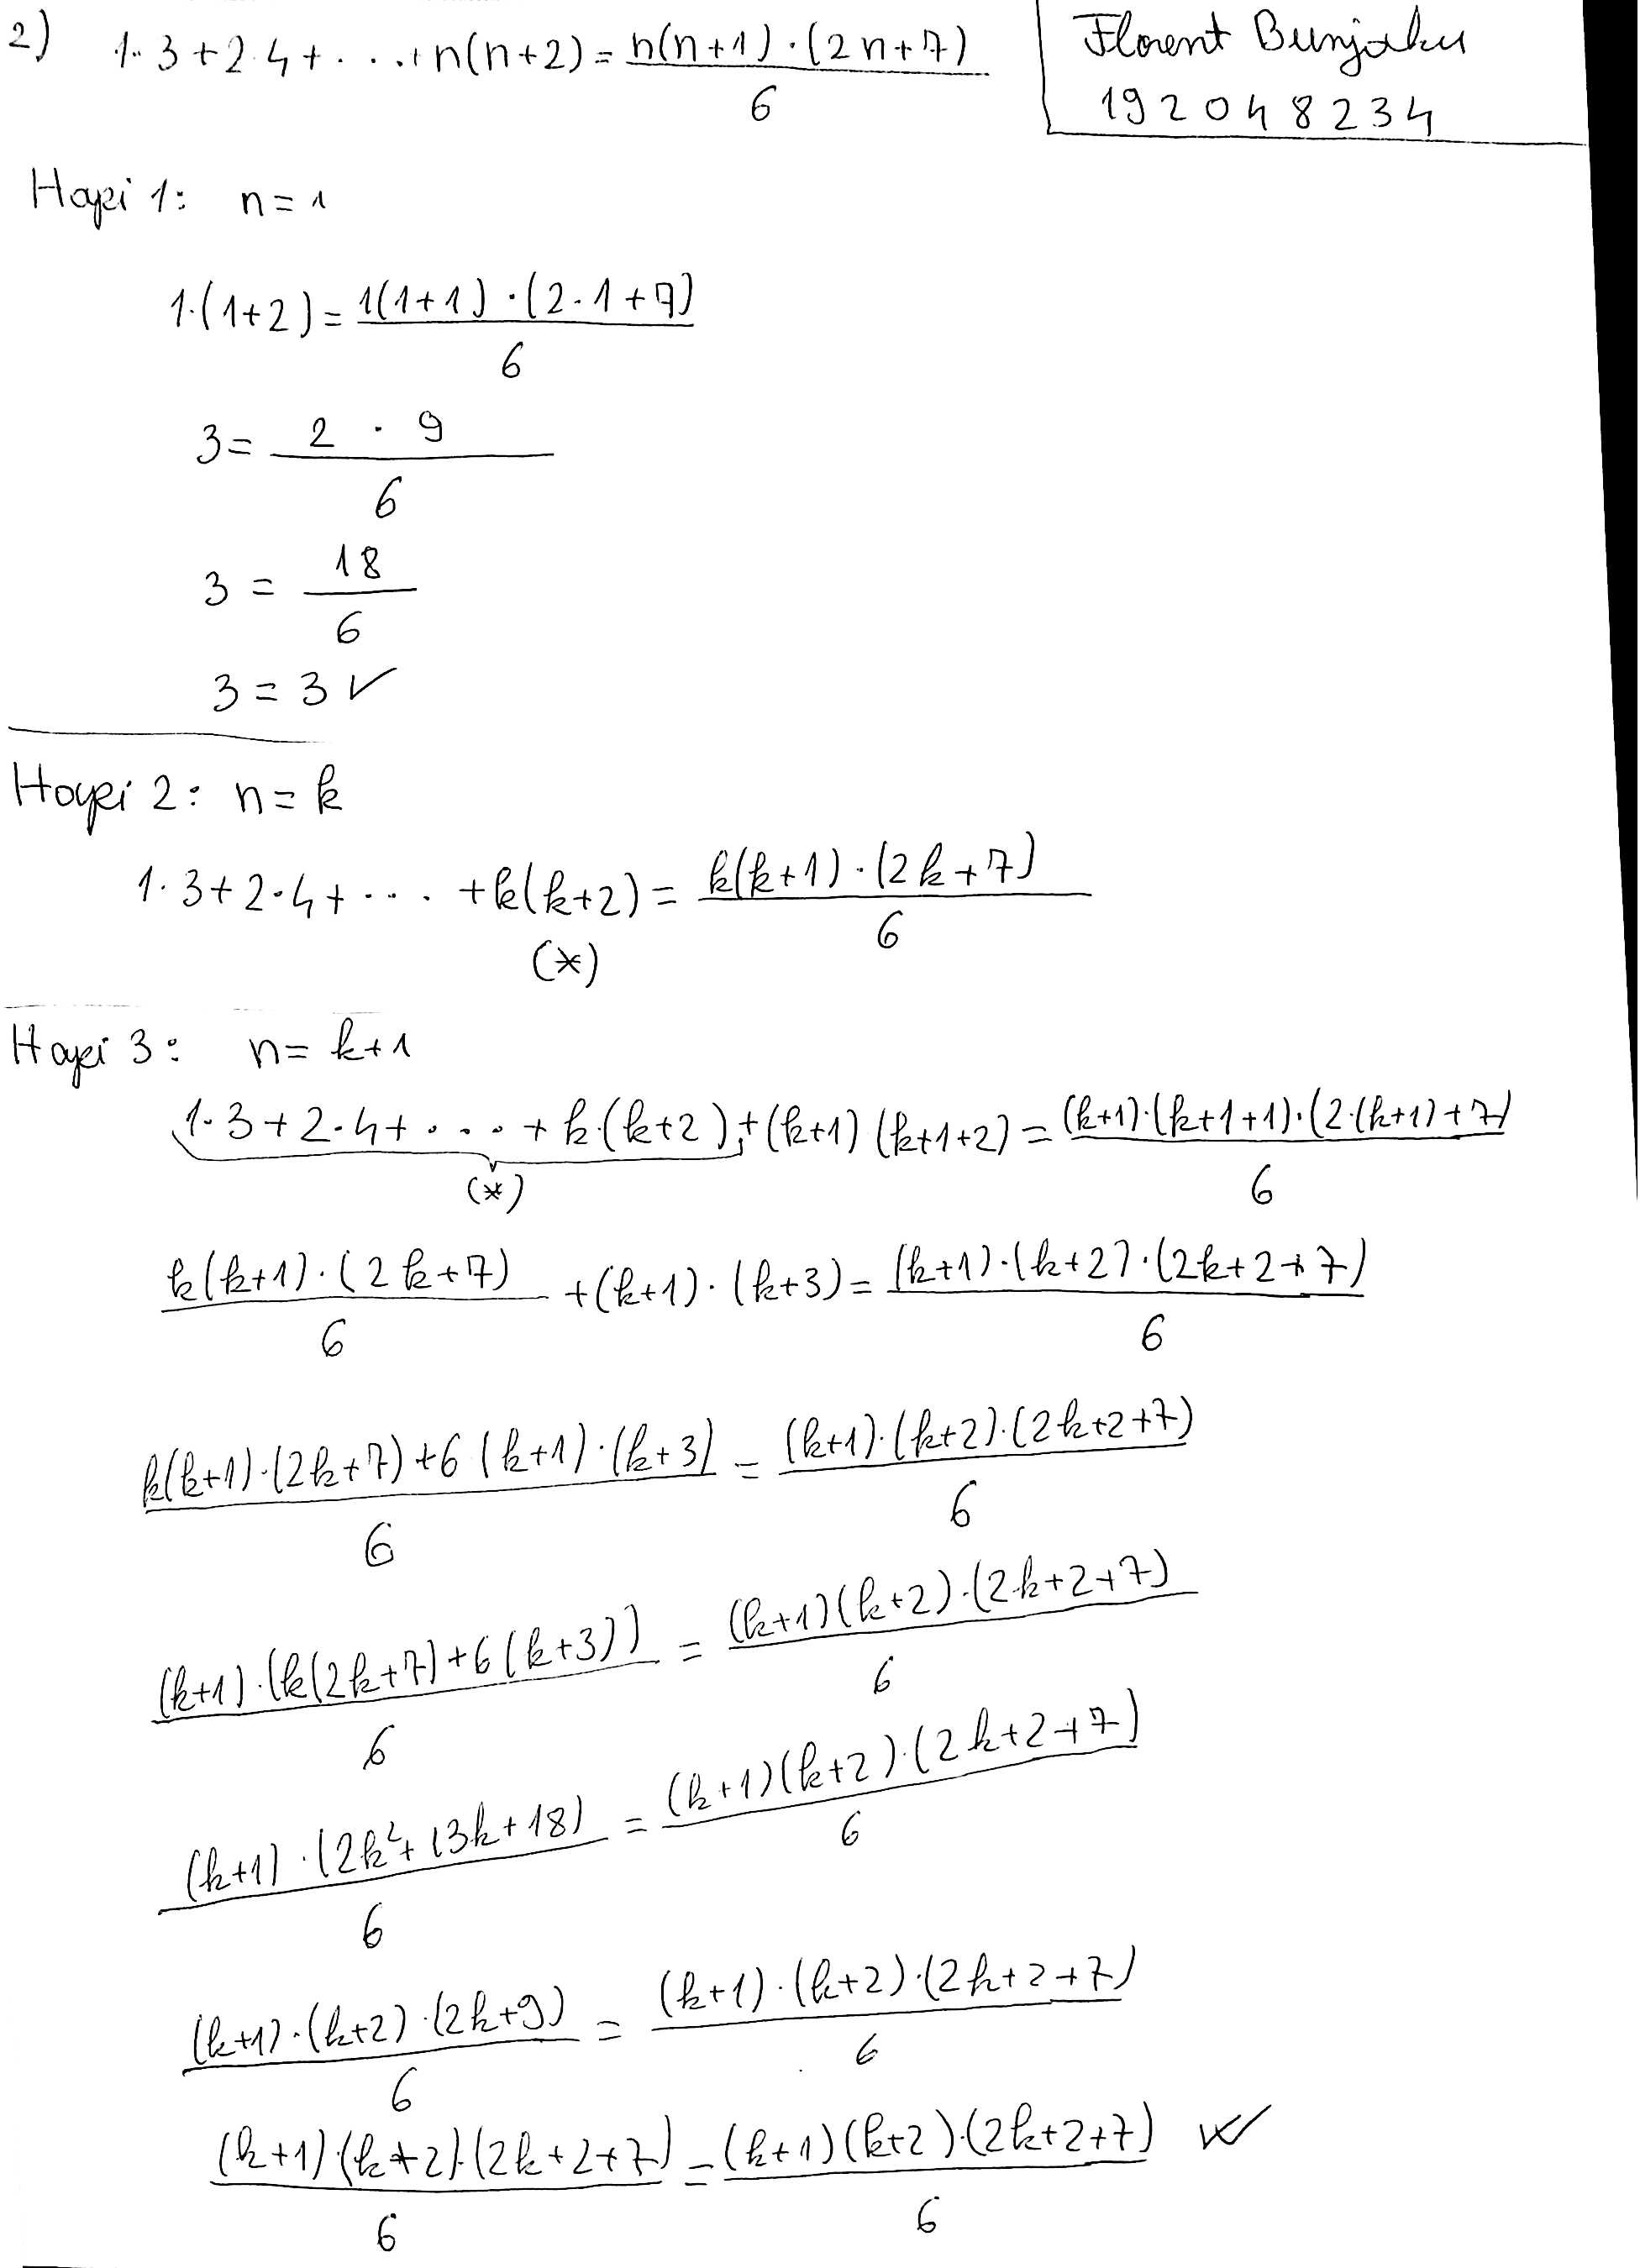 2) 1·3+2·4+....+n(n+2)=n(n+1)·(2n+7)/6
Florent Bunjaku
192048234
Hapi 1: n=1
1·(1+2)=1(1+1)·(2·1+7)/6
3=2·9/6
3=18/6
3=3✓
Hapi 2: n=k
1·3+2·4+.... +k(k+2)=k(k+1)·(2k+7)/6
(*)
Hapi 3: n=k+1
1·3+2·4+....+k·(k+2)+(k+1)(k+1+2)=(k+1)·(k+1+1)·(2·(k+1)+7)/6
(*)
k(k+1)·(2k+7)/6+(k+1)·(k+3)=(k+1)·(k+2)·(2k+2+7)/6
k(k+1)·(2k+7)+6(k+1)·(k+3)/6=(k+1)·(k+2)·(2k+2+7)/6
(k+1)·(k(2k+7)+6(k+3))/6=(k+1)(k+2)·(2k+2+7)/6
(k+1)·(2k²+13k+18)/6=(k+1)(k+2)·(2k+2+7)/6
(k+1)·(k+2)·(2k+9)/6=(k+1)·(k+2)·(2k+2+7)/6
(k+1)·(k+2)·(2k+2+7)/6=(k+1)(k+2)·(2k+2+7)/6 ✓